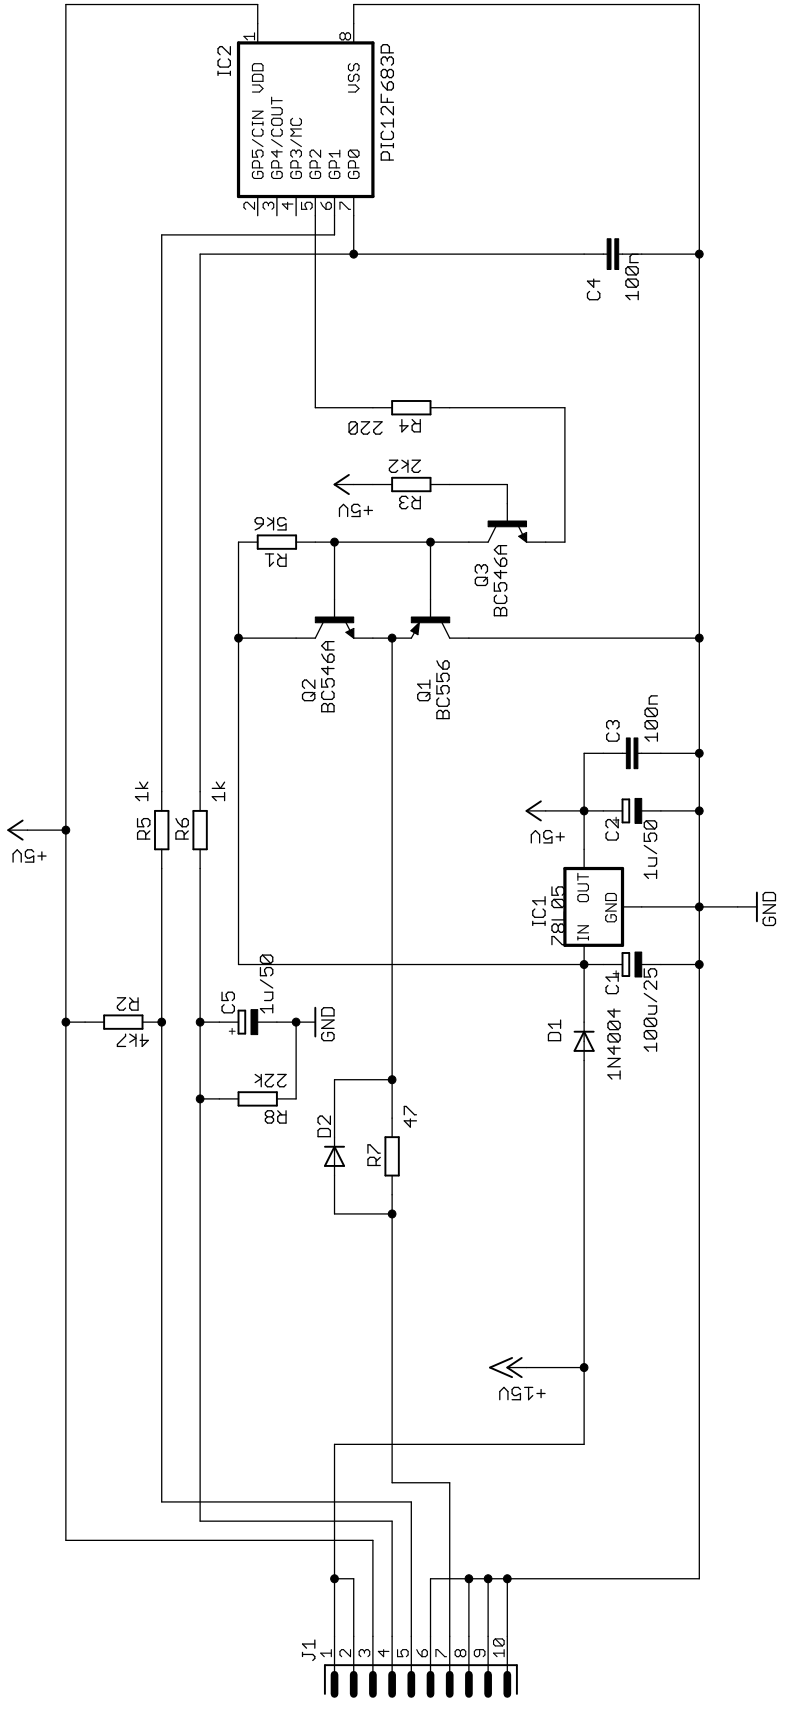 1
8
IC2
VDD
VSS
PIC12F683P
GP5/CIN
GP4/COUT
GP3/MC
GP2
GP1
GP0
2
3
4
5
6
7
C4
100n
R4
220
R3
2k2
+5V
R1
5k6
Q3
BC546A
Q2
BC546A
Q1
BC556
C3
100n
R5
1k
R6
1k
+5V
+5V
C2
1u/50
IC1
78L05
IN
OUT
GND
GND
C1
100u/25
R2
4k7
C5
1u/50
GND
D1
1N4004
R8
22k
D2
R7
47
+15V
J1
1
2
3
4
5
6
7
8
9
10
+
+
+